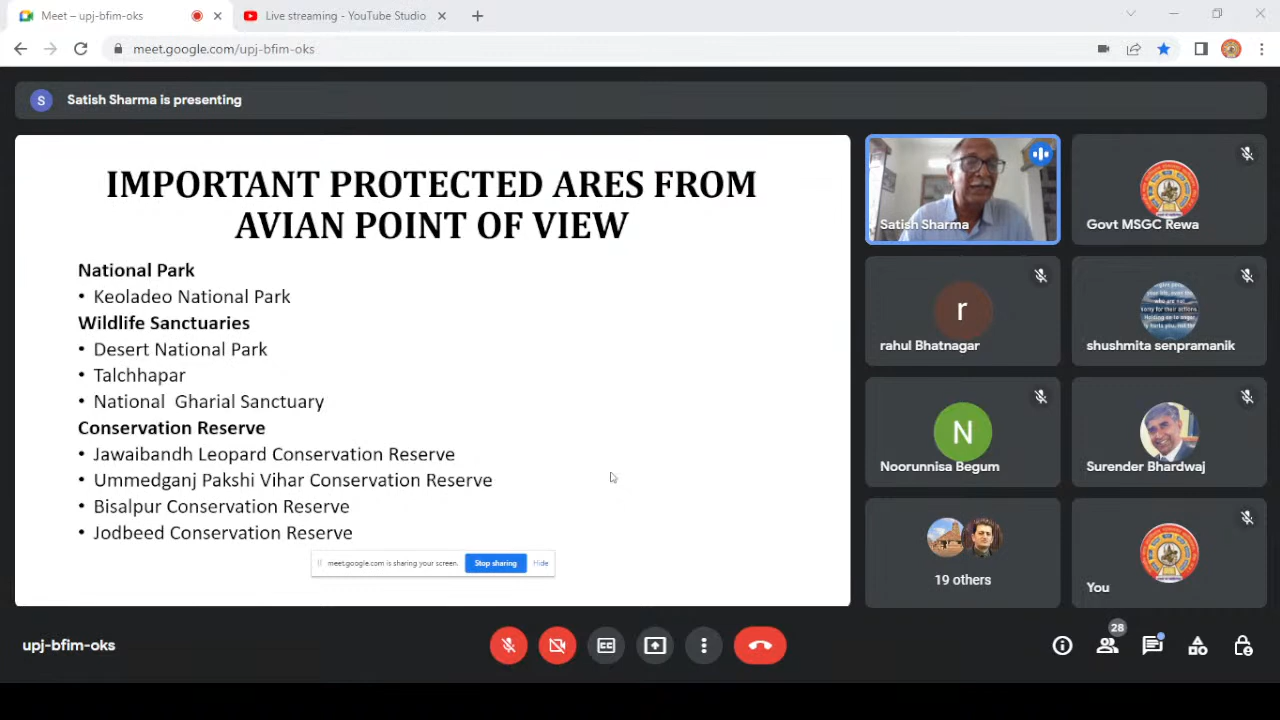 Meet – upj-bfim-oks
Live streaming - YouTube Studio
meet.google.com/upj-bfim-oks
S
Satish Sharma is presenting
IMPORTANT PROTECTED ARES FROM
AVIAN POINT OF VIEW
National Park
• Keoladeo National Park
Wildlife Sanctuaries
• Desert National Park
• Talchhapar
• National Gharial Sanctuary
Conservation Reserve
• Jawaibandh Leopard Conservation Reserve
• Ummedganj Pakshi Vihar Conservation Reserve
• Bisalpur Conservation Reserve
• Jodbeed Conservation Reserve
meet.google.com is sharing your screen.
Stop sharing
Hide
Satish Sharma
Govt MSGC Rewa
r
rahul Bhatnagar
shushmita senpramanik
N
Noorunnisa Begum
Surender Bhardwaj
19 others
You
upj-bfim-oks
CC
28